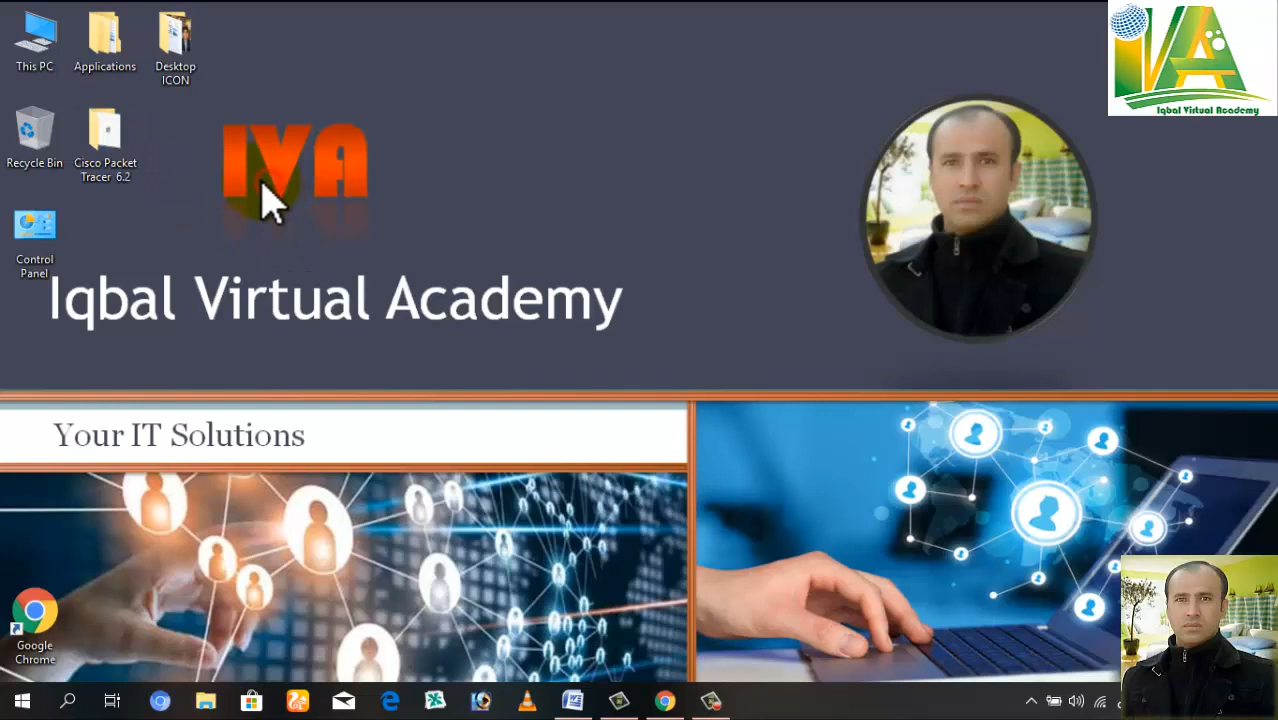 This PC
Applications
Desktop
ICON
IVA
Iqbal Virtual Academy
Recycle Bin
Cisco Packet
Tracer 6.2
IVA
Control
Panel
Iqbal Virtual Academy
Your IT Solutions
Google
Chrome